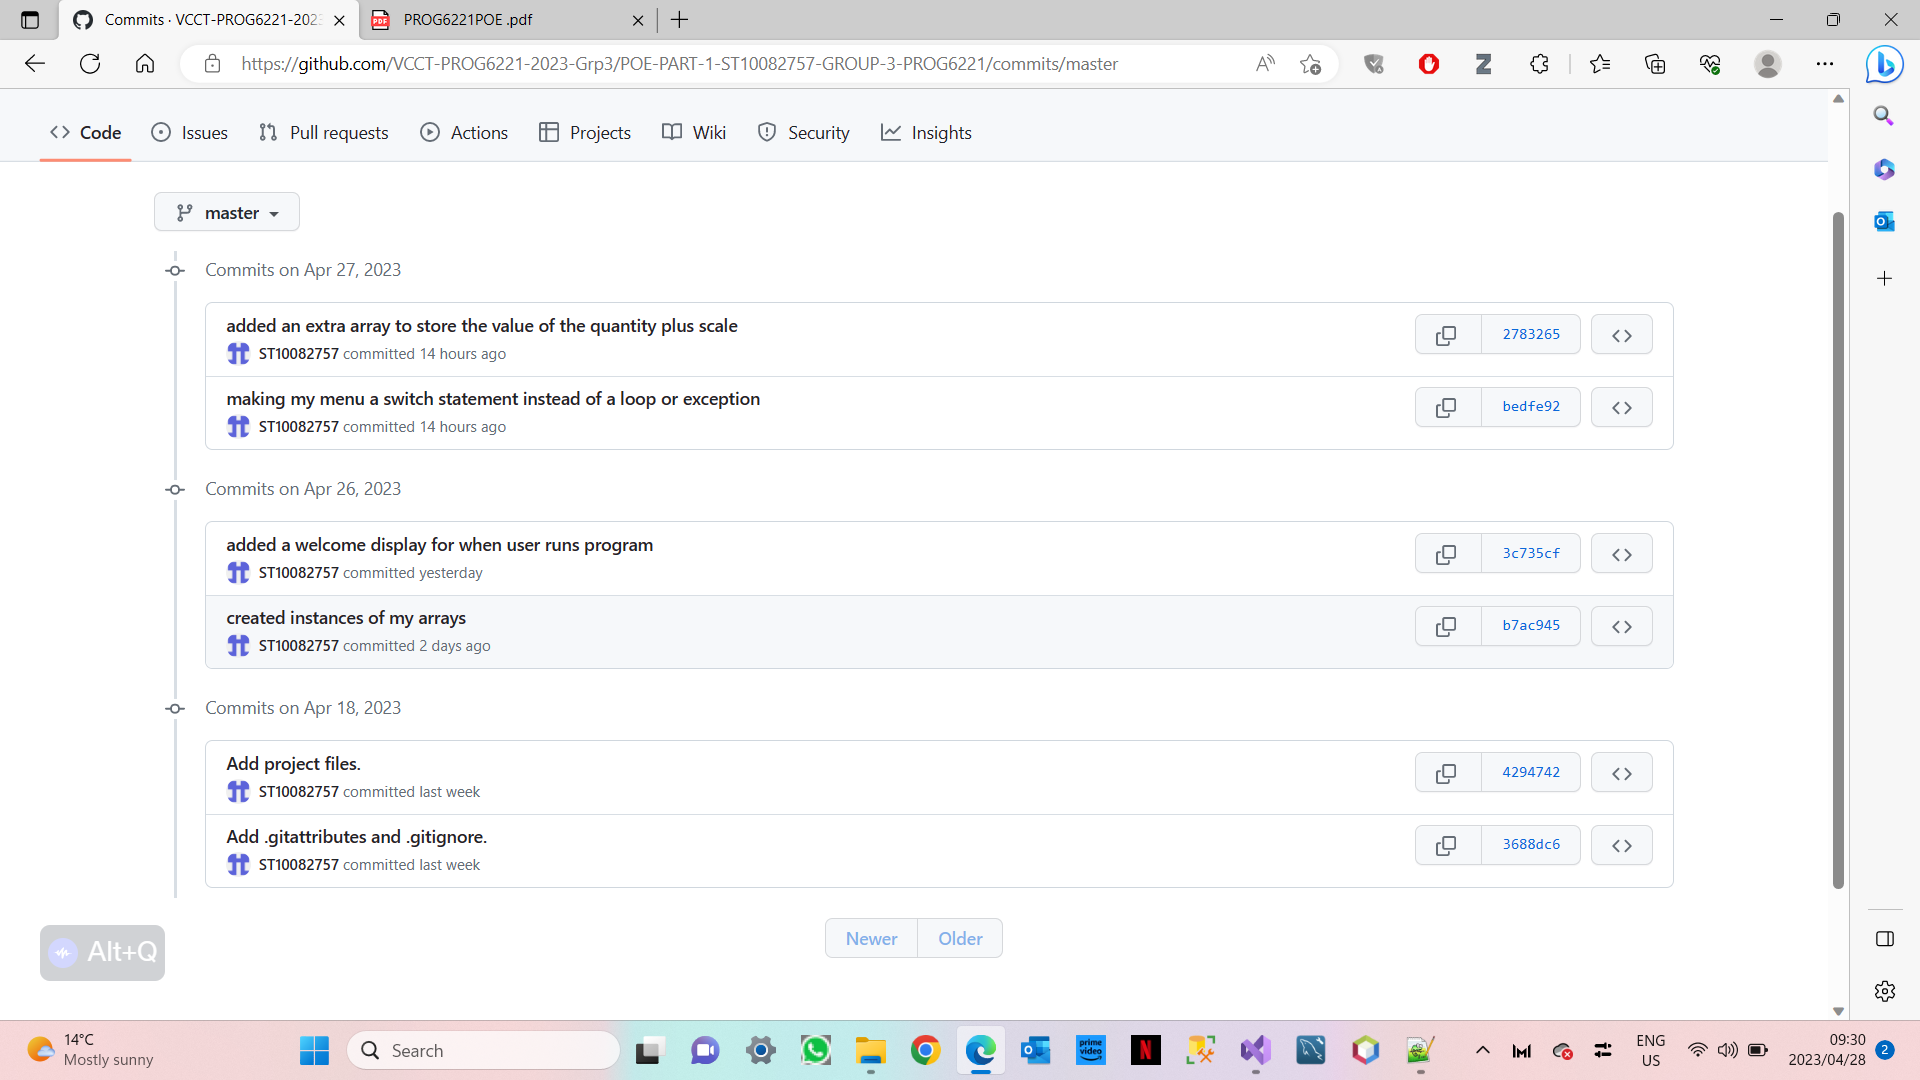 Commits · VCCT-PROG6221-2023
PROG6221POE .pdf
https://github.com/VCCT-PROG6221-2023-Grp3/POE-PART-1-ST10082757-GROUP-3-PROG6221/commits/master
Code Issues Pull requests Actions Projects Wiki Security Insights
master
Commits on Apr 27, 2023
added an extra array to store the value of the quantity plus scale
2783265
ST10082757 committed 14 hours ago
making my menu a switch statement instead of a loop or exception
bedfe92
ST10082757 committed 14 hours ago
Commits on Apr 26, 2023
added a welcome display for when user runs program
3c735cf
ST10082757 committed yesterday
created instances of my arrays
b7ac945
ST10082757 committed 2 days ago
Commits on Apr 18, 2023
Add project files.
4294742
ST10082757 committed last week
Add .gitattributes and .gitignore.
3688dc6
ST10082757 committed last week
Newer Older
Alt+Q
14°C
Mostly sunny
Search
prime video
ENG
US
09:30
2023/04/28
2